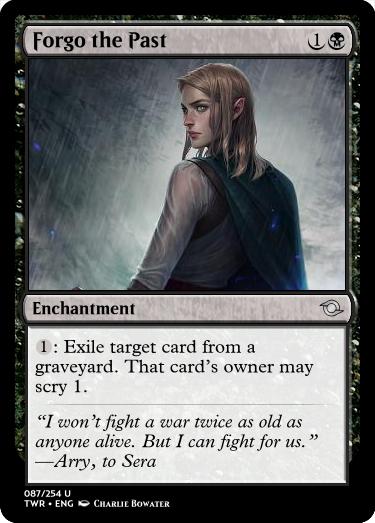 Forgo the Past 1
Enchantment
1: Exile target card from a
graveyard. That card's owner may
scry 1.
"I won't fight a war twice as old as
anyone alive. But I can fight for us."
—Arry, to Sera
087/254 U
TWR • ENG Charlie Bowater